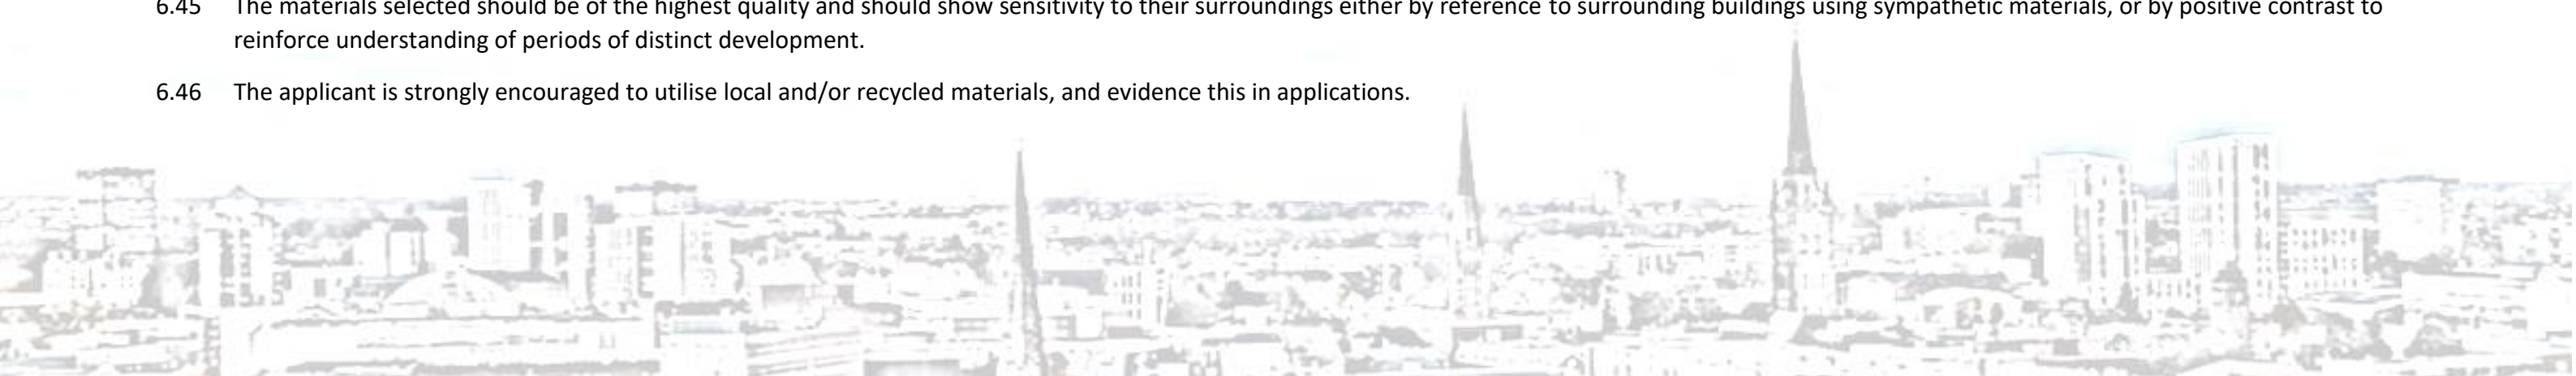 6.45 The materials selected should be of the highest quality and should show sensitivity to their surroundings either by reference to surrounding buildings using sympathetic materials, or by positive contrast to
reinforce understanding of periods of distinct development.
6.46 The applicant is strongly encouraged to utilise local and/or recycled materials, and evidence this in applications.